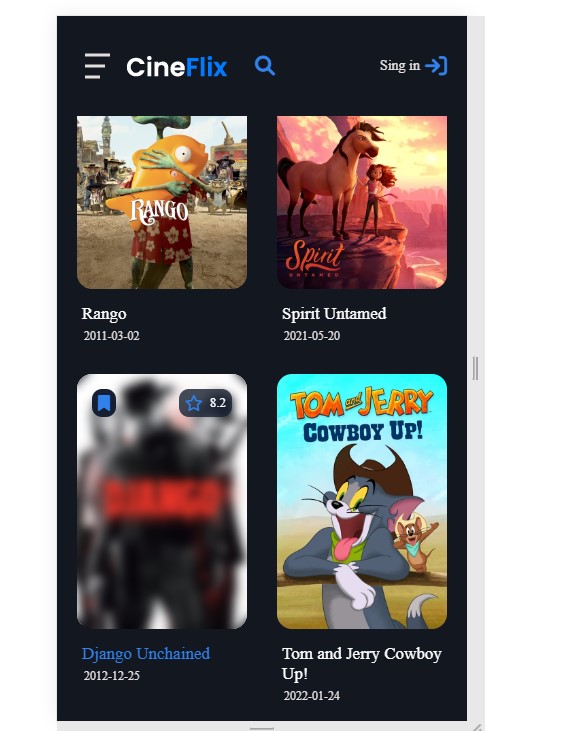 CineFlix
Sing in
RANGO
Spirit
UNTAMED
Rango
2011-03-02
Spirit Untamed
2021-05-20
8.2
DJANGO
TOM and JERRY
COWBOY UP!
Django Unchained
2012-12-25
Tom and Jerry Cowboy
Up!
2022-01-24